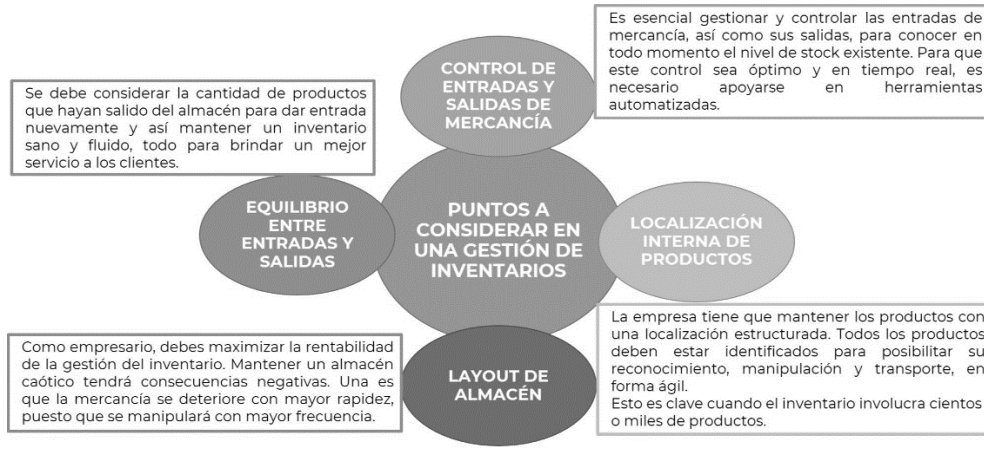 Es esencial gestionar y controlar las entradas de
mercancía, así como sus salidas, para conocer en
todo momento el nivel de stock existente. Para que
este control sea óptimo y en tiempo real, es
necesario apoyarse en herramientas
automatizadas.
CONTROL DE
ENTRADAS Y
SALIDAS DE
MERCANCÍA
Se debe considerar la cantidad de productos
que hayan salido del almacén para dar entrada
nuevamente y así mantener un inventario
sano y fluido, todo para brindar un mejor
servicio a los clientes.
EQUILIBRIO
ENTRE
ENTRADAS Y
SALIDAS
PUNTOS A
CONSIDERAR EN
UNA GESTIÓN DE
INVENTARIOS
LOCALIZACIÓN
INTERNA DE
PRODUCTOS
La empresa tiene que mantener los productos con
una localización estructurada. Todos los productos
deben estar identificados para posibilitar su
reconocimiento, manipulación y transporte, en
forma ágil.
Esto es clave cuando el inventario involucra cientos
o miles de productos.
Como empresario, debes maximizar la rentabilidad
de la gestión del inventario. Mantener un almacén
caótico tendrá consecuencias negativas. Una es
que la mercancía se deteriore con mayor rapidez,
puesto que se manipulará con mayor frecuencia.
LAYOUT DE
ALMACÉN